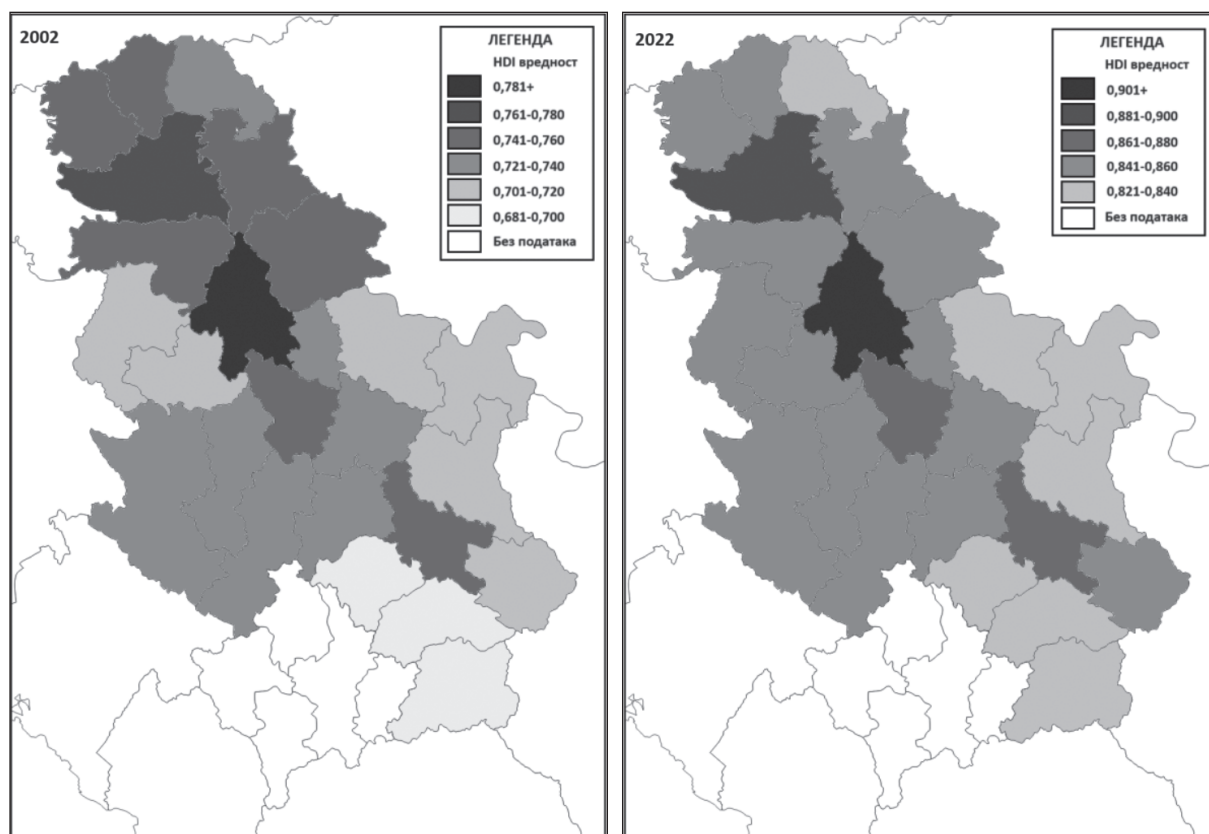 2002
ЛЕГЕНДА
HDI вредност
0,781+
0,761-0,780
0,741-0,760
0,721-0,740
0,701-0,720
0,681-0,700
Без података
2022
ЛЕГЕНДА
HDI вредност
0,901+
0,881-0,900
0,861-0,880
0,841-0,860
0,821-0,840
Без података